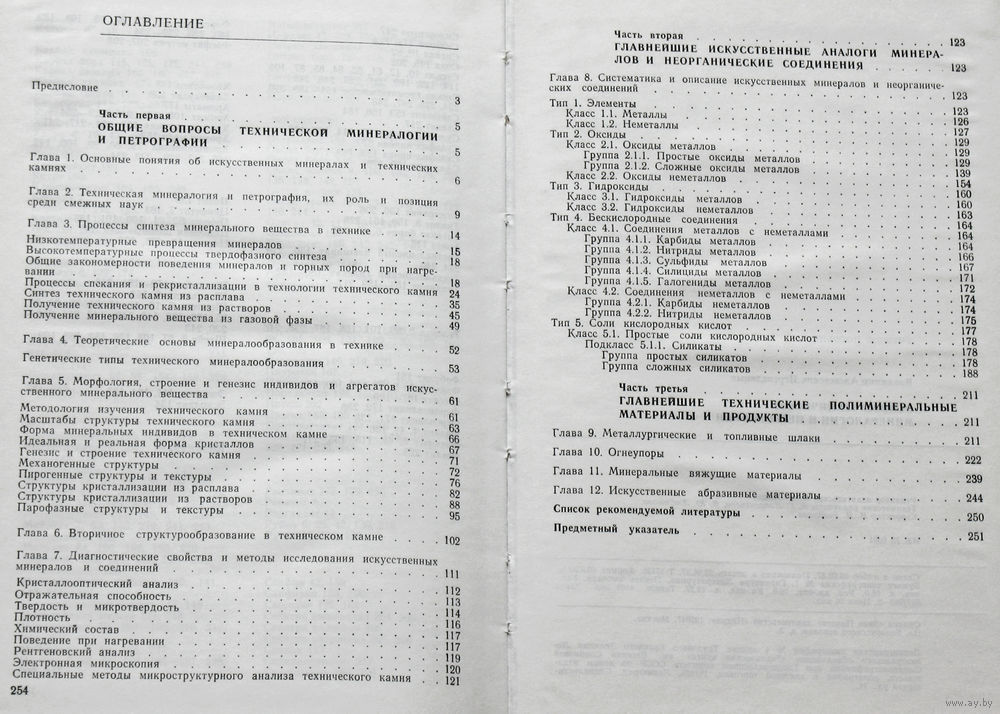 ОГЛАВЛЕНИЕ
Предисловие . . . 3
Часть первая . . . 5
ОБЩИЕ ВОПРОСЫ ТЕХНИЧЕСКОЙ МИНЕРАЛОГИИ
И ПЕТРОГРАФИИ . . . 5
Глава 1. Основные понятия об искусственных минералах и технических
камнях . . . 6
Глава 2. Техническая минералогия и петрография, их роль и позиция
среди смежных наук . . . 9
Глава 3. Процессы синтеза минерального вещества в технике . . . 14
Низкотемпературные превращения минералов . . . 15
Высокотемпературные процессы твердофазного синтеза . . . 18
Общие закономерности поведения минералов и горных пород при нагре-
вании . . . 18
Процессы спекания и рекристаллизации в технологии технического камня 24
Синтез технического камня из расплава . . . 35
Получение технического камня из растворов . . . 45
Получение минерального вещества из газовой фазы . . . 49
Глава 4. Теоретические основы минералообразования в технике . . . 52
Генетические типы технического минералообразования . . . 53
Глава 5. Морфология, строение и генезис индивидов и агрегатов искус-
ственного минерального вещества . . . 61
Методология изучения технического камня . . . 61
Масштабы структуры технического камня . . . 63
Форма минеральных индивидов в техническом камне . . . 66
Идеальная и реальная форма кристаллов . . . 67
Генезис и строение технического камня . . . 71
Механогенные структуры . . . 72
Пирогенные структуры и текстуры . . . 76
Структуры кристаллизации из расплава . . . 82
Структуры кристаллизации из растворов . . . 88
Парофазные структуры и текстуры . . . 95
Глава 6. Вторичное структурообразование в техническом камне . . . 102
Глава 7. Диагностические свойства и методы исследования искусственных
минералов и соединений . . . 111
Кристаллооптический анализ . . . 112
Отражательная способность . . . 113
Твердость и микротвердость . . . 114
Плотность . . . 116
Химический состав . . . 117
Поведение при нагревании . . . 117
Рентгеновский анализ . . . 119
Электронная микроскопия . . . 120
Специальные методы микроструктурного анализа технического камня . . 121
254
Часть вторая . . . 123
ГЛАВНЕЙШИЕ ИСКУССТВЕННЫЕ АНАЛОГИ МИНЕРА-
ЛОВ И НЕОРГАНИЧЕСКИЕ СОЕДИНЕНИЯ . . . 123
Глава 8. Систематика и описание искусственных минералов и неорганиче-
ских соединений . . . 123
Тип 1. Элементы . . . 123
Класс 1.1. Металлы . . . 126
Класс 1.2. Неметаллы . . . 127
Тип 2. Оксиды . . . 129
Класс 2.1. Оксиды металлов . . . 129
Группа 2.1.1. Простые оксиды металлов . . . 129
Группа 2.1.2. Сложные оксиды металлов . . . 139
Класс 2.2. Оксиды неметаллов . . . 154
Тип 3. Гидроксиды . . . 160
Класс 3.1. Гидроксиды металлов . . . 160
Класс 3.2. Гидроксиды неметаллов . . . 163
Тип 4. Бескислородные соединения . . . 164
Класс 4.1. Соединения металлов с неметаллами . . . 164
Группа 4.1.1. Карбиды металлов . . . 164
Группа 4.1.2. Нитриды металлов . . . 166
Группа 4.1.3. Сульфиды металлов . . . 167
Группа 4.1.4. Силициды металлов . . . 171
Группа 4.1.5. Галогениды металлов . . . 172
Класс 4.2. Соединения неметаллов с неметаллами . . . 174
Группа 4.2.1. Карбиды неметаллов . . . 174
Группа 4.2.2. Нитриды неметаллов . . . 175
Тип 5. Соли кислородных кислот . . . 177
Класс 5.1. Простые соли кислородных кислот . . . 178
Подкласс 5.1.1. Силикаты . . . 178
Группа простых силикатов . . . 178
Группа сложных силикатов . . . 188
Часть третья . . . 211
ГЛАВНЕЙШИЕ ТЕХНИЧЕСКИЕ ПОЛИМИНЕРАЛЬНЫЕ
МАТЕРИАЛЫ И ПРОДУКТЫ . . . 211
Глава 9. Металлургические и топливные шлаки . . . 211
Глава 10. Огнеупоры . . . 222
Глава 11. Минеральные вяжущие материалы . . . 239
Глава 12. Искусственные абразивные материалы . . . 244
Список рекомендуемой литературы . . . 250
Предметный указатель . . . 251
www.ay.by